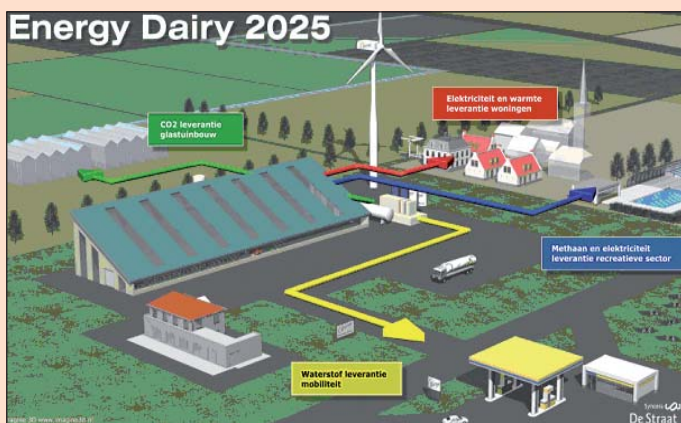 Energy Dairy 2025
CO2 leverantie
glastuinbouw
Elektriciteit en warmte
leverantie woningen
Methaan en elektriciteit
leverantie recreatieve sector
Waterstof leverantie
mobiliteit
De Straat